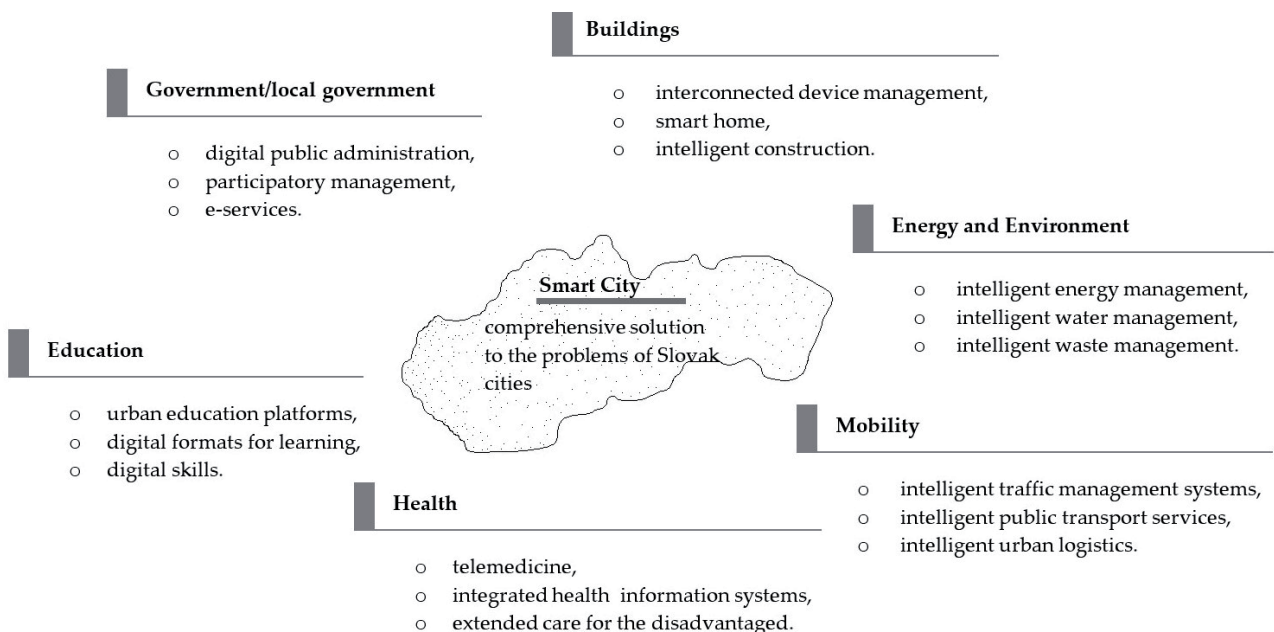 Buildings
o interconnected device management,
o smart home,
o intelligent construction.
Government/local government
o digital public administration,
o participatory management,
o e-services.
Energy and Environment
o intelligent energy management,
o intelligent water management,
o intelligent waste management.
Smart City
comprehensive solution
to the problems of Slovak
cities
Education
o urban education platforms,
o digital formats for learning,
o digital skills.
Mobility
o intelligent traffic management systems,
o intelligent public transport services,
o intelligent urban logistics.
Health
o telemedicine,
o integrated health information systems,
o extended care for the disadvantaged.